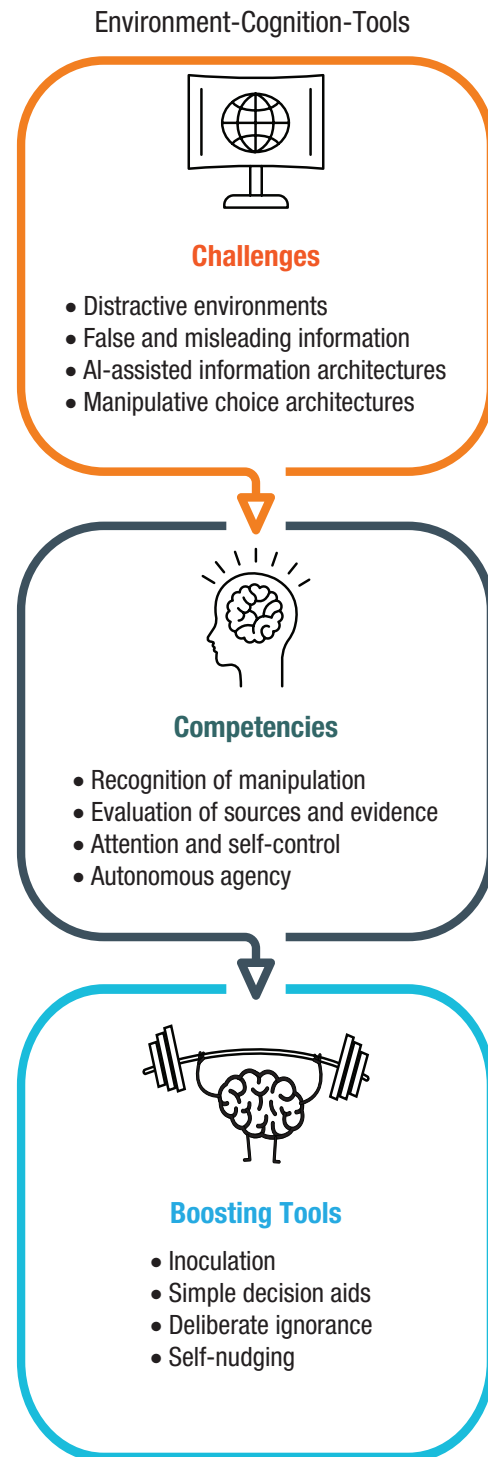 Environment-Cognition-Tools
Challenges
• Distractive environments
• False and misleading information
• AI-assisted information architectures
• Manipulative choice architectures
Competencies
• Recognition of manipulation
• Evaluation of sources and evidence
• Attention and self-control
• Autonomous agency
Boosting Tools
• Inoculation
• Simple decision aids
• Deliberate ignorance
• Self-nudging